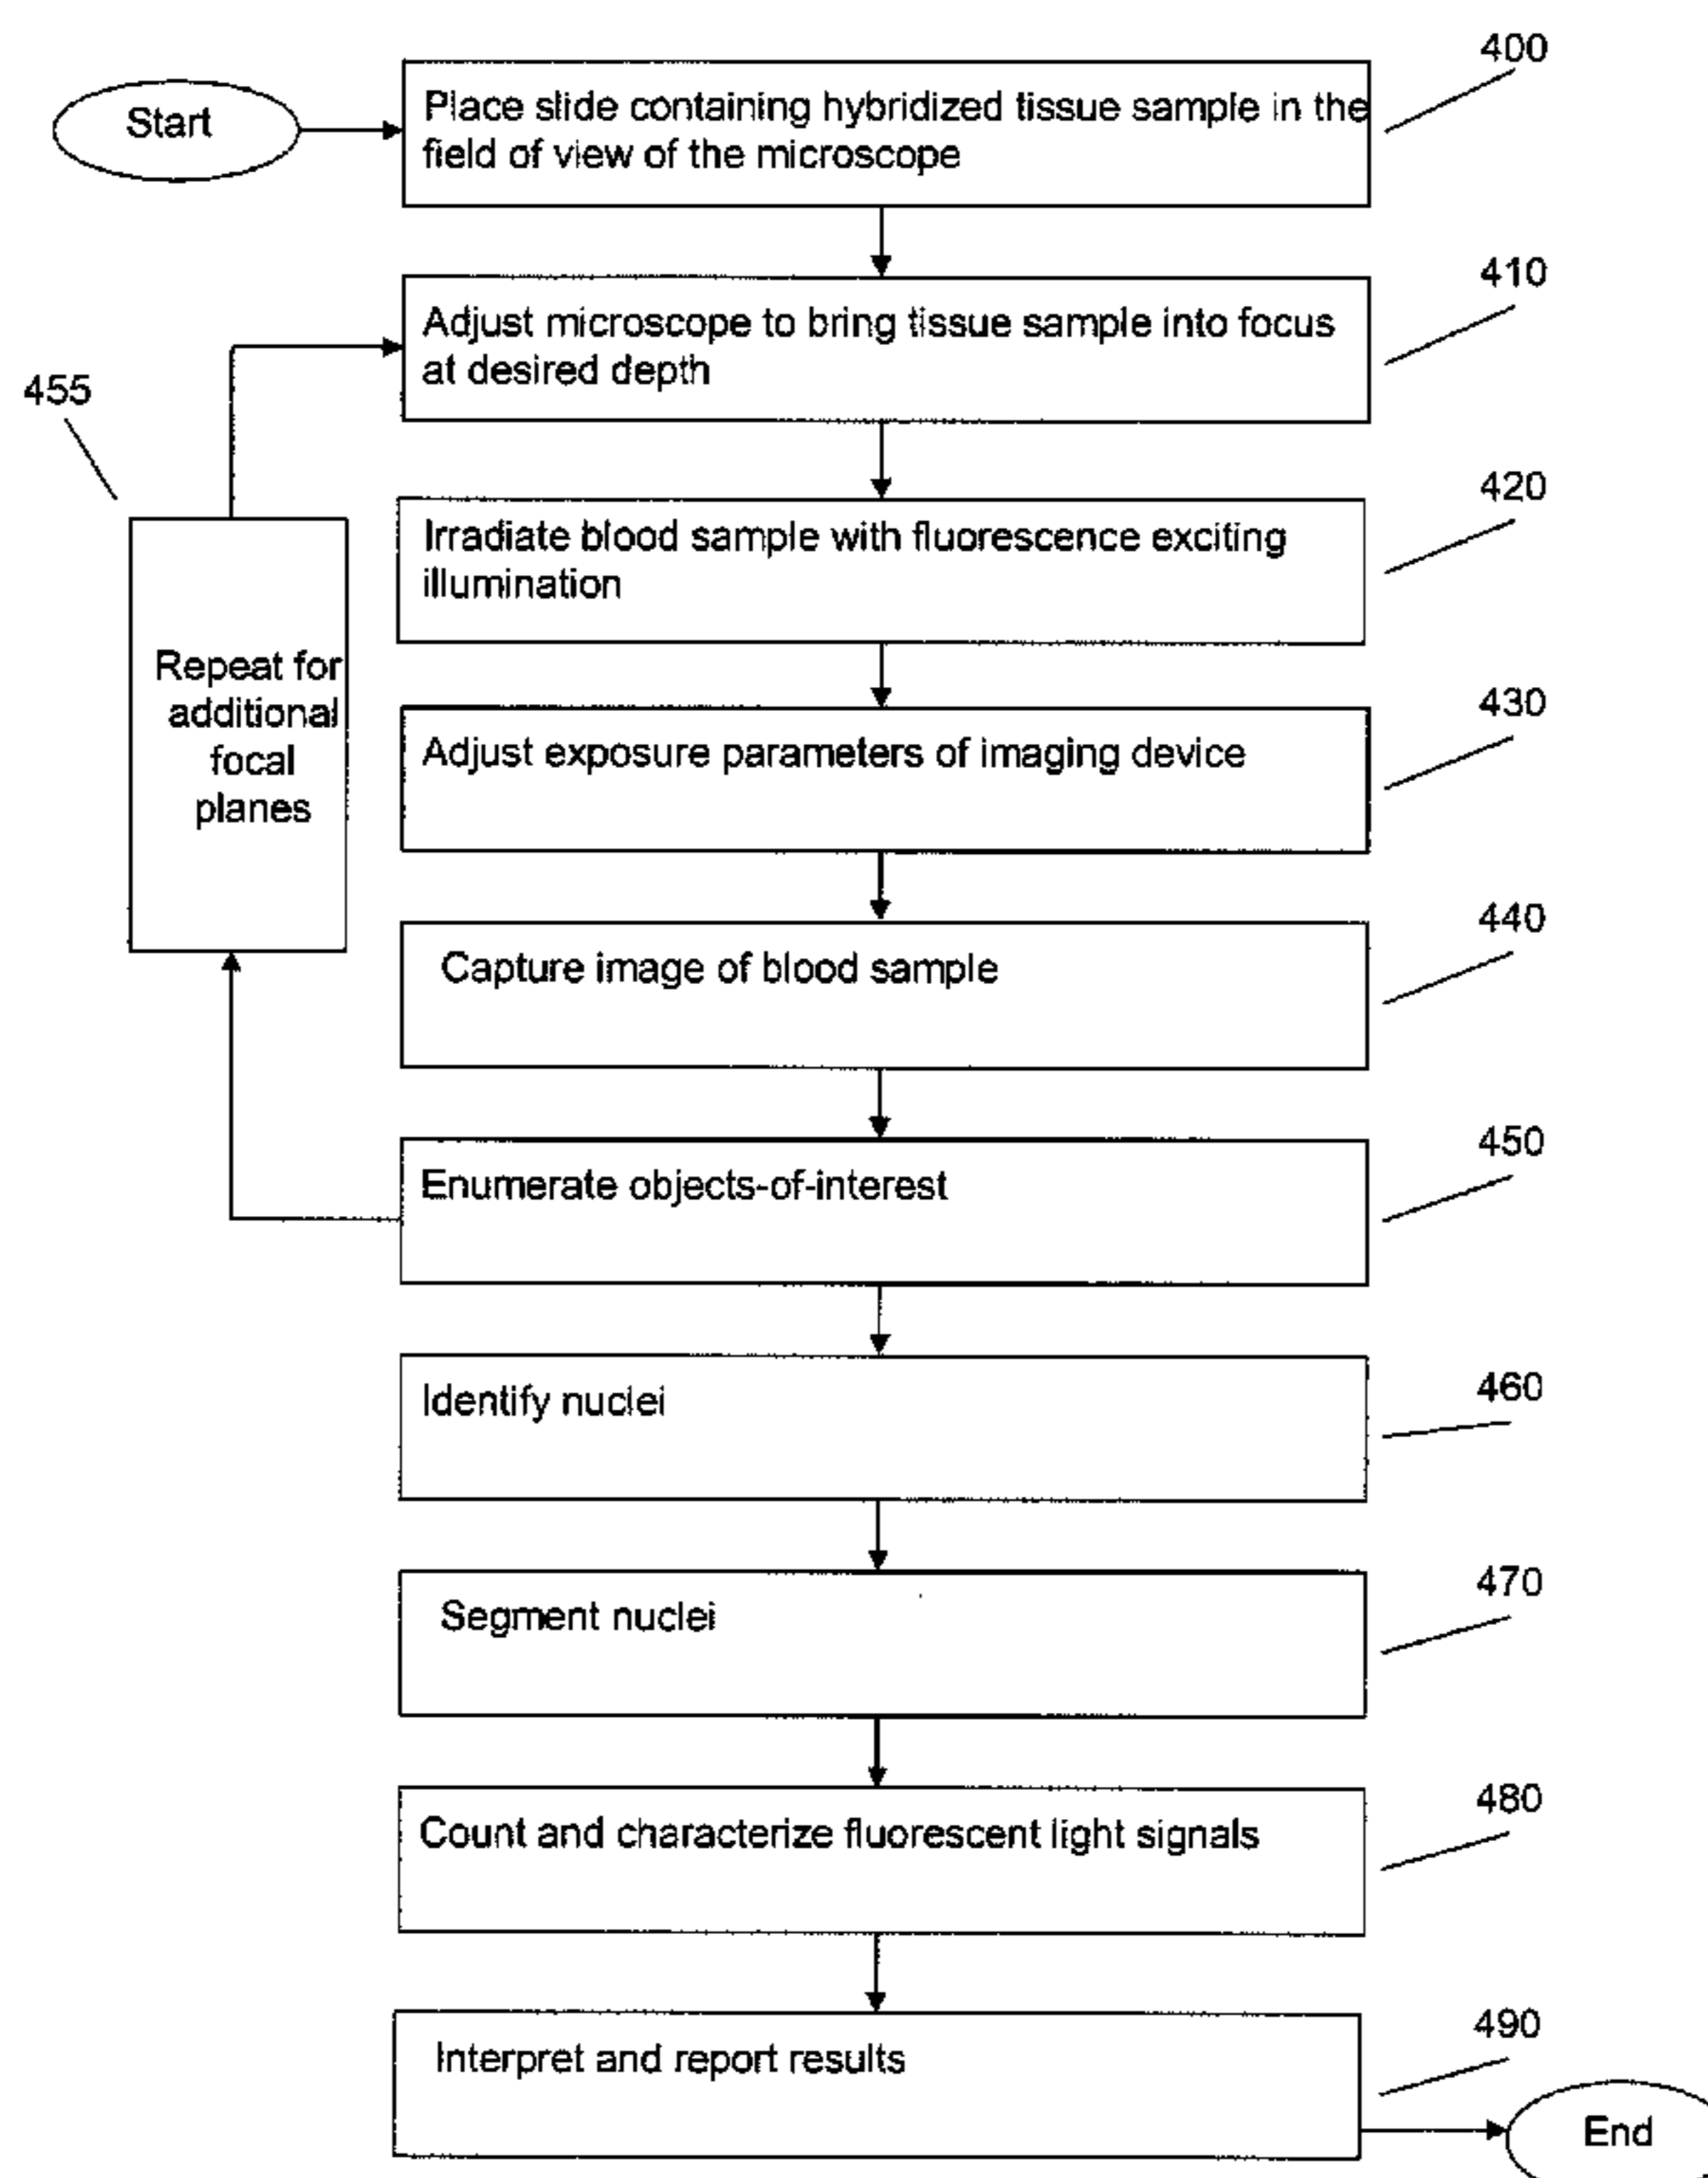 400
Start
Place slide containing hybridized tissue sample in the
field of view of the microscope
410
Adjust microscope to bring tissue sample into focus
at desired depth
455
420
Irradiate blood sample with fluorescence exciting
illumination
Repeat for
additional
focal
planes
430
Adjust exposure parameters of imaging device
440
Capture image of blood sample
450
Enumerate objects-of-interest
460
Identify nuclei
470
Segment nuclei
480
Count and characterize fluorescent light signals
490
Interpret and report results
End